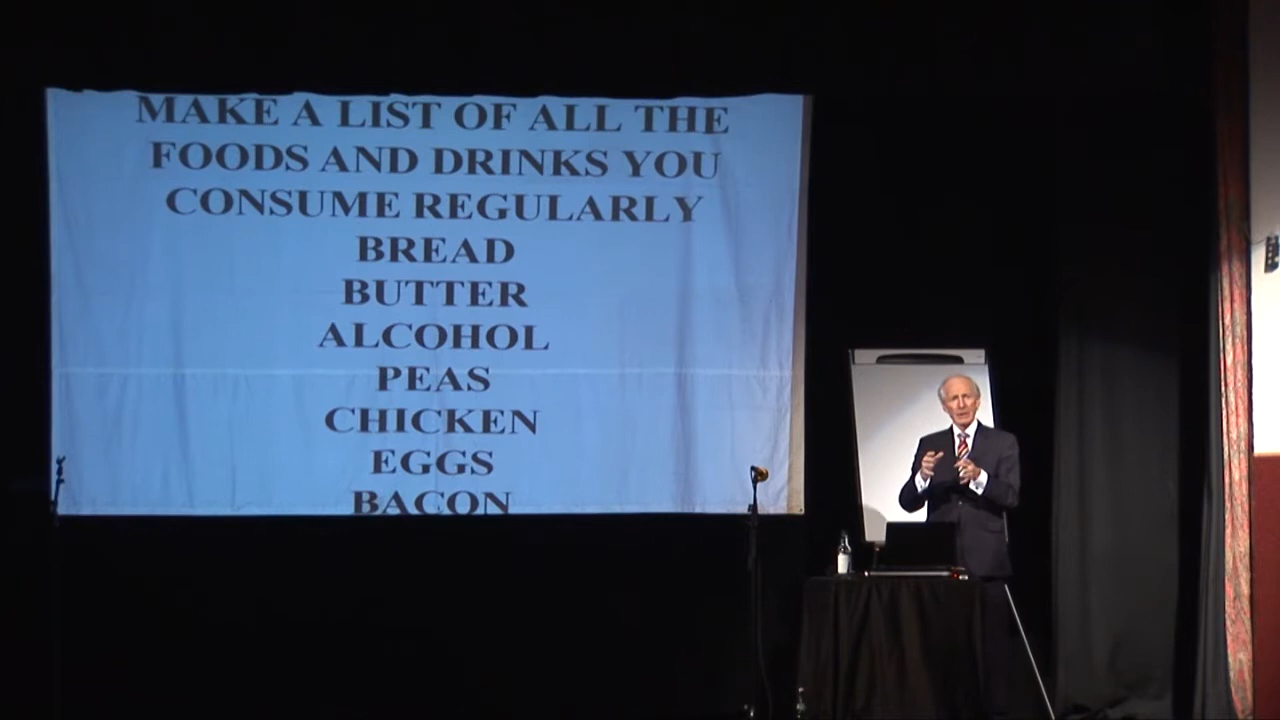 MAKE A LIST OF ALL THE
FOODS AND DRINKS YOU
CONSUME REGULARLY
BREAD
BUTTER
ALCOHOL
PEAS
CHICKEN
EGGS
BACON